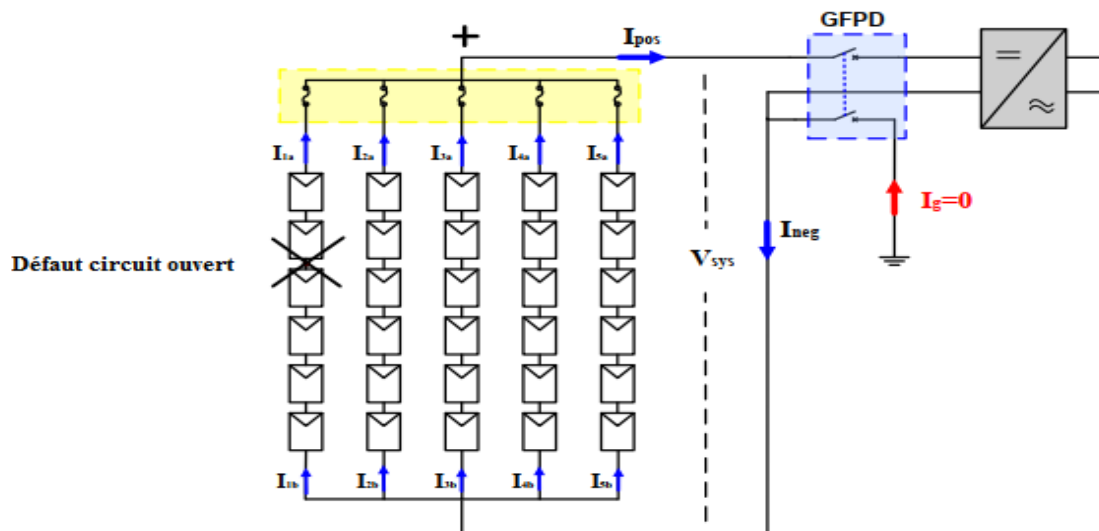 GFPD
+
Ipos
I1a
I2a
I3a
I4a
I5a
Ig=0
Ineg
Défaut circuit ouvert
Vsys
I1b
I2b
I3b
I4b
I5b